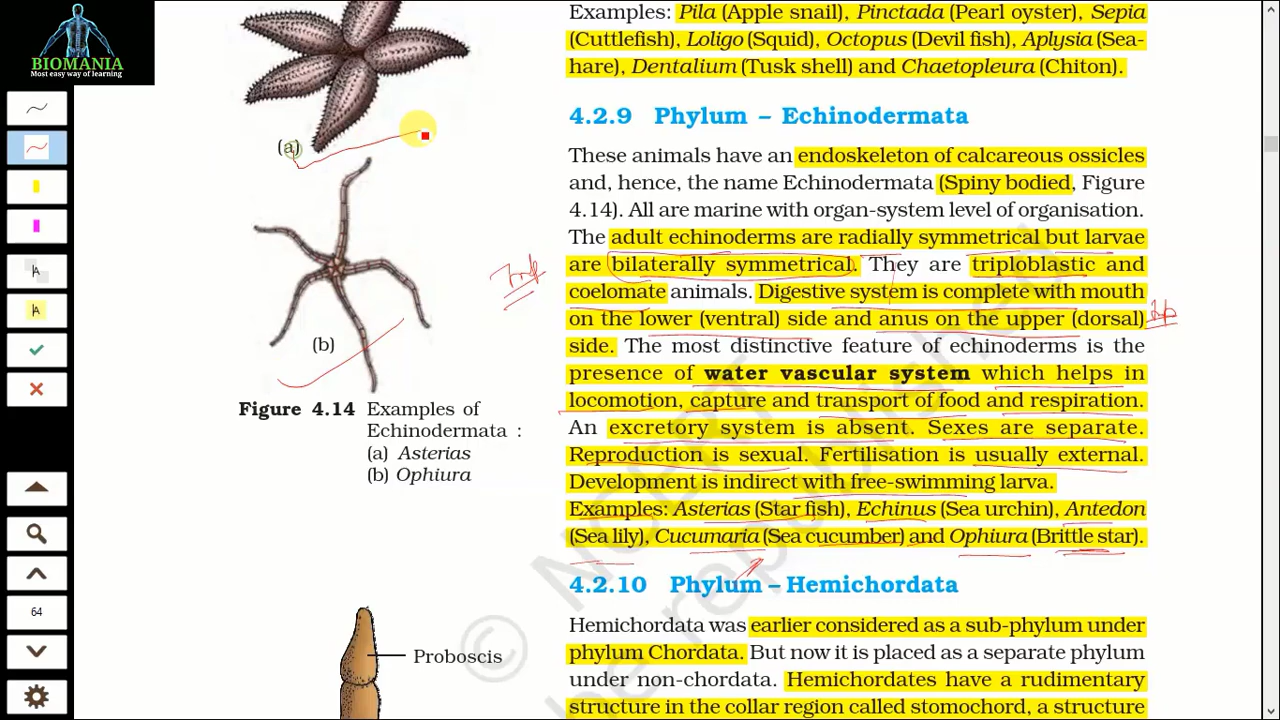 BIOMANIA
Most easy way of learning
Examples: Pila (Apple snail), Pinctada (Pearl oyster), Sepia
(Cuttlefish), Loligo (Squid), Octopus (Devil fish), Aplysia (Sea-
hare), Dentalium (Tusk shell) and Chaetopleura (Chiton).
4.2.9 Phylum – Echinodermata
These animals have an endoskeleton of calcareous ossicles
and, hence, the name Echinodermata (Spiny bodied, Figure
4.14). All are marine with organ-system level of organisation.
The adult echinoderms are radially symmetrical but larvae
are bilaterally symmetrical. They are triploblastic and
coelomate animals. Digestive system is complete with mouth
on the lower (ventral) side and anus on the upper (dorsal)
side. The most distinctive feature of echinoderms is the
presence of water vascular system which helps in
locomotion, capture and transport of food and respiration.
An excretory system is absent. Sexes are separate.
Reproduction is sexual. Fertilisation is usually external.
Development is indirect with free-swimming larva.
Examples: Asterias (Star fish), Echinus (Sea urchin), Antedon
(Sea lily), Cucumaria (Sea cucumber) and Ophiura (Brittle star).
4.2.10 Phylum – Hemichordata
Hemichordata was earlier considered as a sub-phylum under
phylum Chordata. But now it is placed as a separate phylum
under non-chordata. Hemichordates have a rudimentary
structure in the collar region called stomochord, a structure
(a)
(b)
Figure 4.14 Examples of
Echinodermata :
(a) Asterias
(b) Ophiura
Proboscis
64
© NCERT
be republished